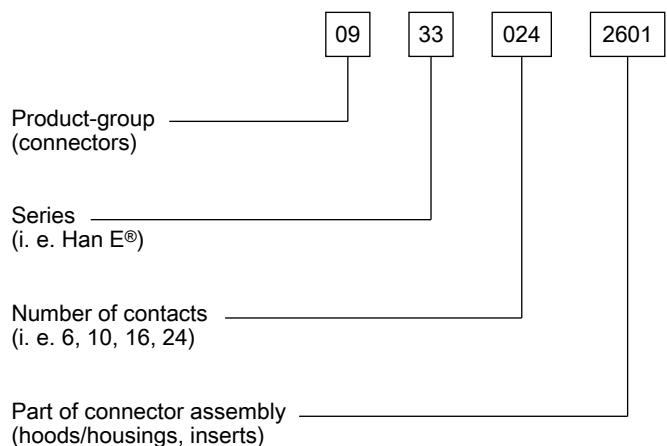 09 33 024 2601
Product-group
(connectors)
Series
(i. e. Han E®)
Number of contacts
(i. e. 6, 10, 16, 24)
Part of connector assembly
(hoods/housings, inserts)